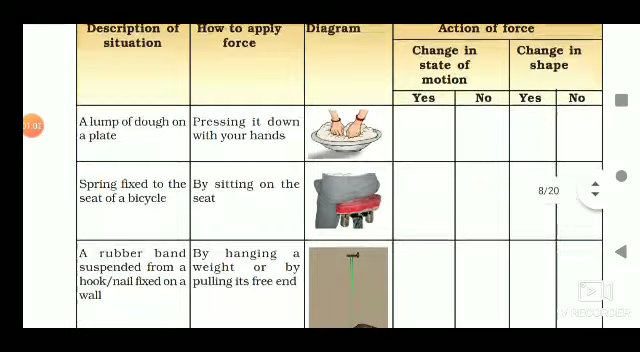 Description of situation
How to apply force
Diagram
Action of force
Change in state of motion
Change in shape
Yes
No
Yes
No
A lump of dough on a plate
Pressing it down with your hands
Spring fixed to the seat of a bicycle
By sitting on the seat
A rubber band suspended from a hook/nail fixed on a wall
By hanging a weight or by pulling its free end
8/20
01:01
V RECORDER